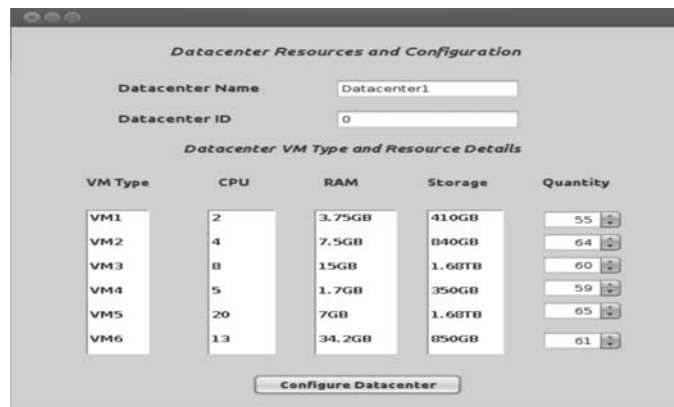 Datacenter Resources and Configuration
Datacenter Name Datacenter1
Datacenter ID 0
Datacenter VM Type and Resource Details
VM Type CPU RAM Storage Quantity
VM1 2 3.75GB 410GB 55
VM2 4 7.5GB 840GB 64
VM3 8 15GB 1.68TB 60
VM4 5 1.7GB 350GB 59
VM5 20 7GB 1.68TB 65
VM6 13 34.2GB 850GB 61
Configure Datacenter